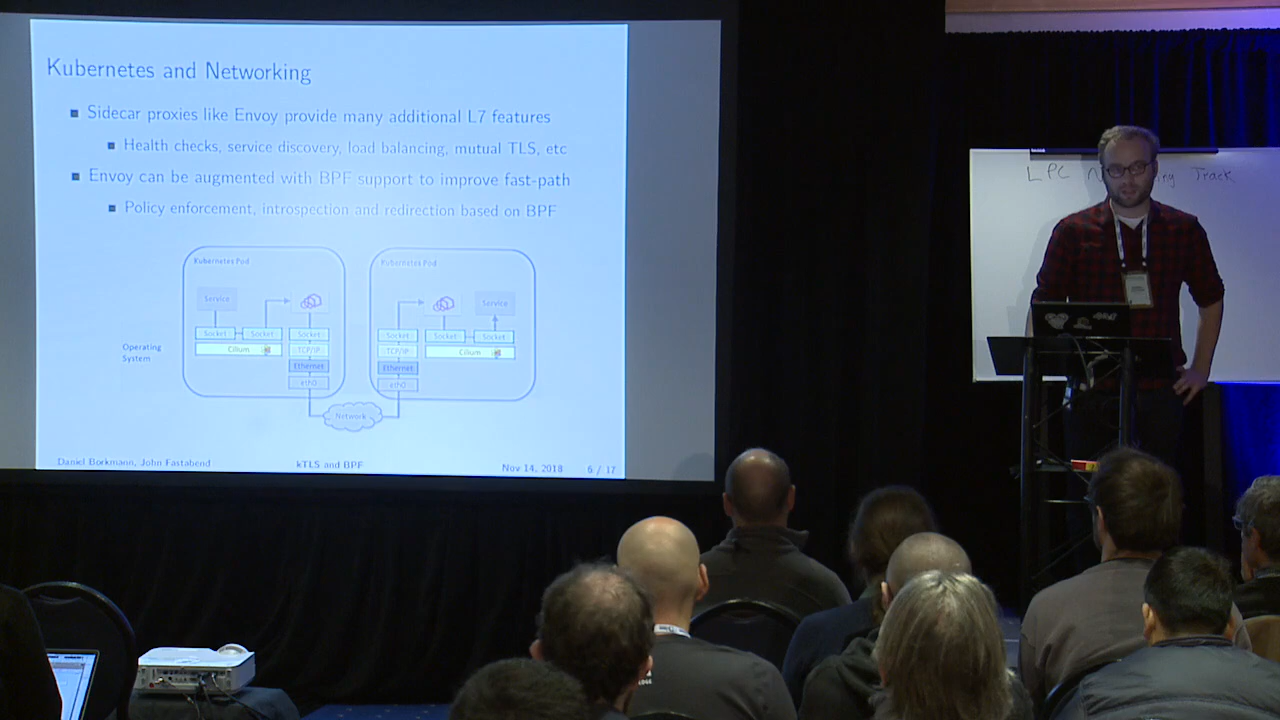 Kubernetes and Networking
Sidecar proxies like Envoy provide many additional L7 features
Health checks, service discovery, load balancing, mutual TLS, etc
Envoy can be augmented with BPF support to improve fast-path
Policy enforcement, introspection and redirection based on BPF
Kubernetes Pod
Kubernetes Pod
Service
Service
Socket
Socket
Socket
Socket
Socket
Socket
Cilium
TCP/IP
TCP/IP
Cilium
Operating
System
Ethernet
Ethernet
eth0
eth0
Network
Daniel Borkmann, John Fastabend
kTLS and BPF
Nov 14, 2018
6 / 17
LPC
Track